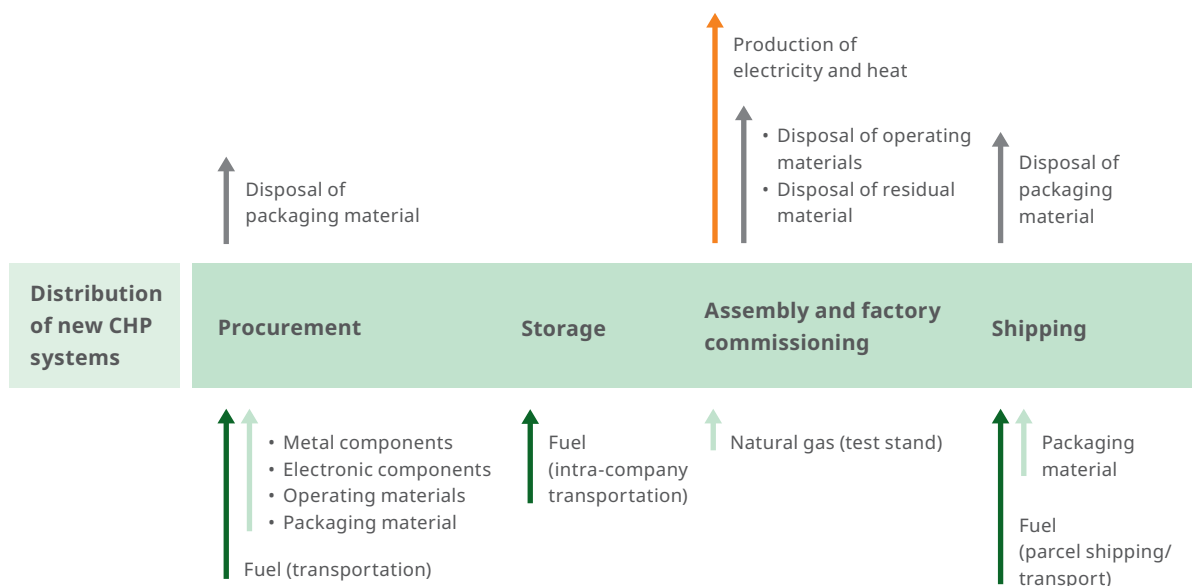 Production of
electricity and heat
• Disposal of operating
materials
• Disposal of residual
material
Disposal of
packaging
material
Disposal of
packaging material
Distribution
of new CHP
systems
Procurement
Storage
Assembly and factory
commissioning
Shipping
• Metal components
• Electronic components
• Operating materials
• Packaging material
Fuel (transportation)
Fuel
(intra-company
transportation)
Natural gas (test stand)
Packaging
material
Fuel
(parcel shipping/
transport)